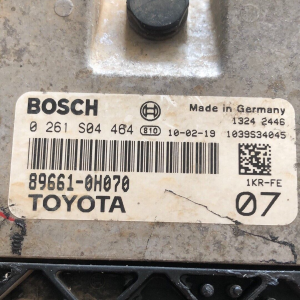 BOSCH Made in Germany
1324 2446
0 261 S04 464 810 10-02-19 1039S34045
89661-0H070 1KR-FE
TOYOTA 07